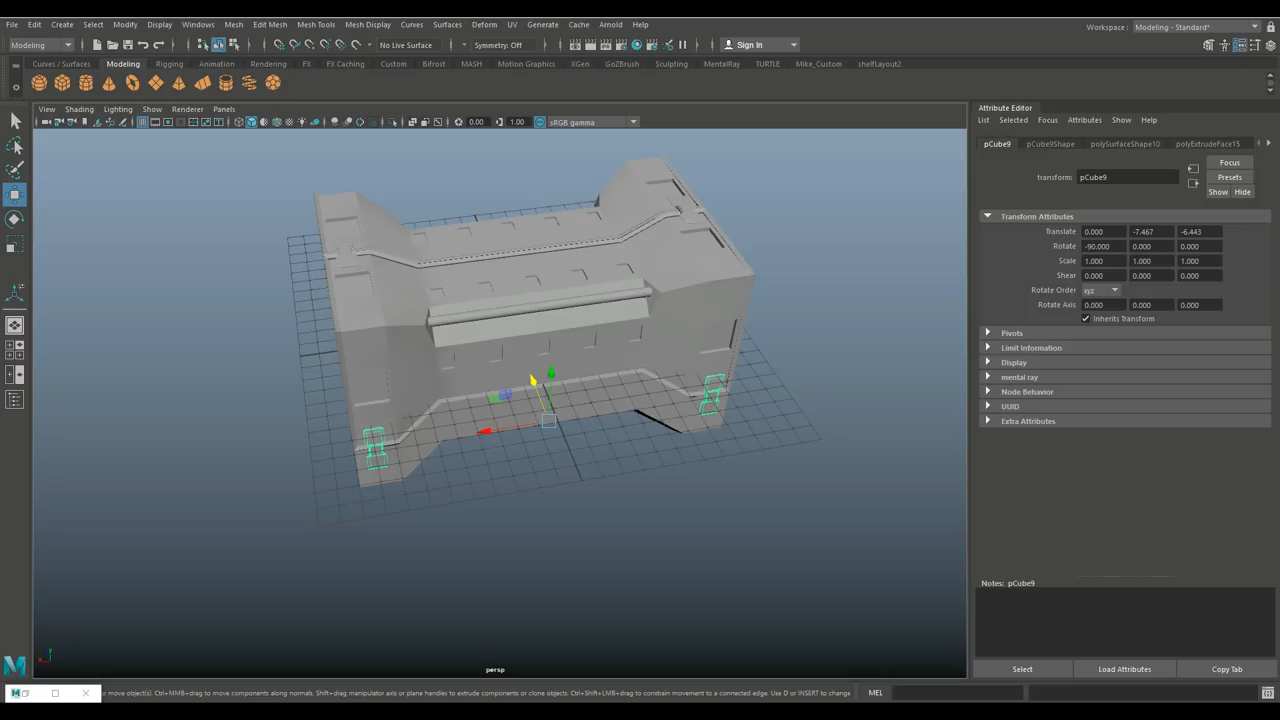 File Edit Create Select Modify Display Windows Mesh Edit Mesh Mesh Tools Mesh Display Curves Surfaces Deform UV Generate Cache Arnold Help
Workspace : Modeling - Standard*
Modeling No Live Surface Symmetry: Off Sign In
Curves / Surfaces Modeling Rigging Animation Rendering FX FX Caching Custom Bifrost MASH Motion Graphics XGen GoZBrush Sculpting MentalRay TURTLE Mike_Custom shelfLayout2
View Shading Lighting Show Renderer Panels
0.00 1.00 sRGB gamma
Attribute Editor
List Selected Focus Attributes Show Help
pCube9 pCube9Shape polySurfaceShape10 polyExtrudeFace15
Focus
transform: pCube9 Presets
Show Hide
Transform Attributes
Translate 0.000 -7.467 -6.443
Rotate -90.000 0.000 0.000
Scale 1.000 1.000 1.000
Shear 0.000 0.000 0.000
Rotate Order xyz
Rotate Axis 0.000 0.000 0.000
Inherits Transform
Pivots
Limit Information
Display
mental ray
Node Behavior
UUID
Extra Attributes
Notes: pCube9
persp
Select Load Attributes Copy Tab
to move object(s). Ctrl+MMB+drag to move components along normals. Shift+drag manipulator axis or plane handles to extrude components or clone objects. Ctrl+Shift+LMB+drag to constrain movement to a connected edge. Use D or INSERT to change
MEL